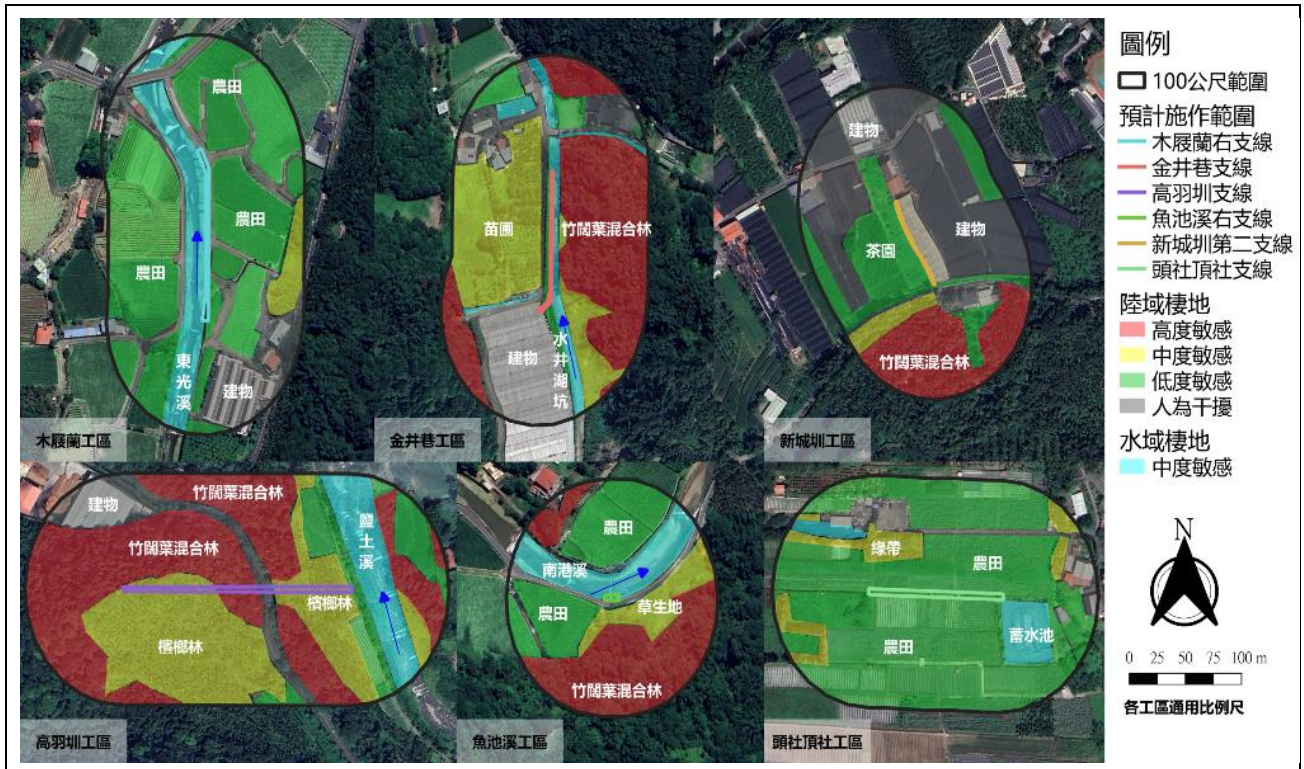 農田
農田
農田
東光溪
建物
木屐蘭工區
苗圃
竹闊葉混合林
建物
水井湖坑
金井巷工區
建物
建物
茶園
竹闊葉混合林
新城圳工區
建物
竹闊葉混合林
鹽土溪
竹闊葉混合林
檳榔林
檳榔林
高羽圳工區
農田
南港溪
農田
草生地
竹闊葉混合林
魚池溪工區
綠帶
農田
農田
蓄水池
頭社頂社工區
圖例
100公尺範圍
預計施作範圍
木屐蘭右支線
金井巷支線
高羽圳支線
魚池溪右支線
新城圳第二支線
頭社頂社支線
陸域棲地
高度敏感
中度敏感
低度敏感
人為干擾
水域棲地
中度敏感
N
0 25 50 75 100 m
各工區通用比例尺